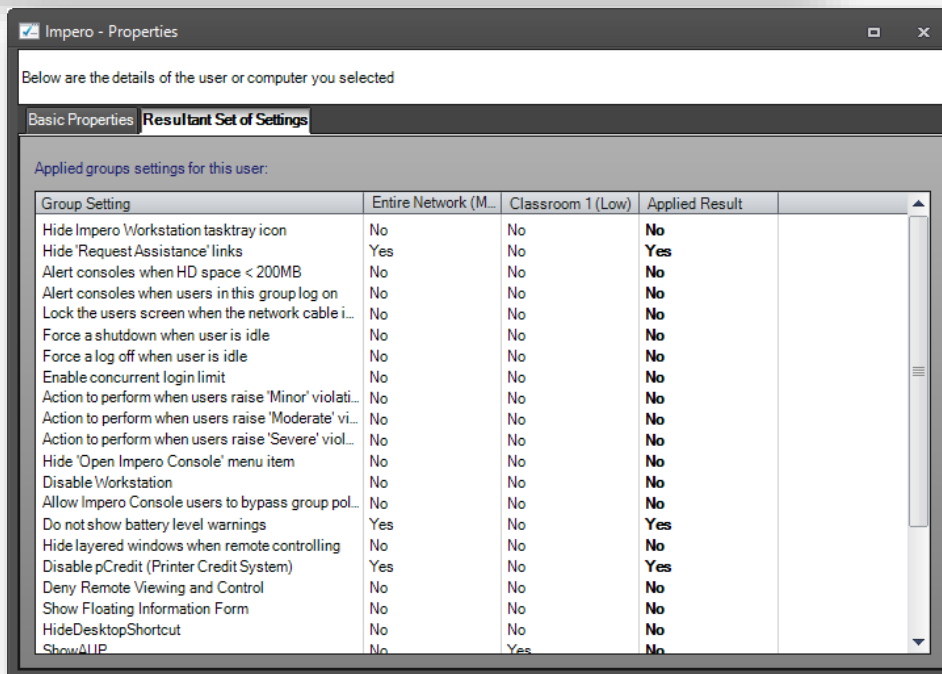 Impero - Properties
Below are the details of the user or computer you selected
Basic Properties Resultant Set of Settings
Applied groups settings for this user:
Group Setting Entire Network (M... Classroom 1 (Low) Applied Result
Hide Impero Workstation tasktray icon No No No
Hide 'Request Assistance' links Yes No Yes
Alert consoles when HD space < 200MB No No No
Alert consoles when users in this group log on No No No
Lock the users screen when the network cable i... No No No
Force a shutdown when user is idle No No No
Force a log off when user is idle No No No
Enable concurrent login limit No No No
Action to perform when users raise 'Minor' violati... No No No
Action to perform when users raise 'Moderate' vi... No No No
Action to perform when users raise 'Severe' viol... No No No
Hide 'Open Impero Console' menu item No No No
Disable Workstation No No No
Allow Impero Console users to bypass group pol... No No No
Do not show battery level warnings Yes No Yes
Hide layered windows when remote controlling No No No
Disable pCredit (Printer Credit System) Yes No Yes
Deny Remote Viewing and Control No No No
Show Floating Information Form No No No
HideDesktopShortcut No No No
ShowAUP No Yes No